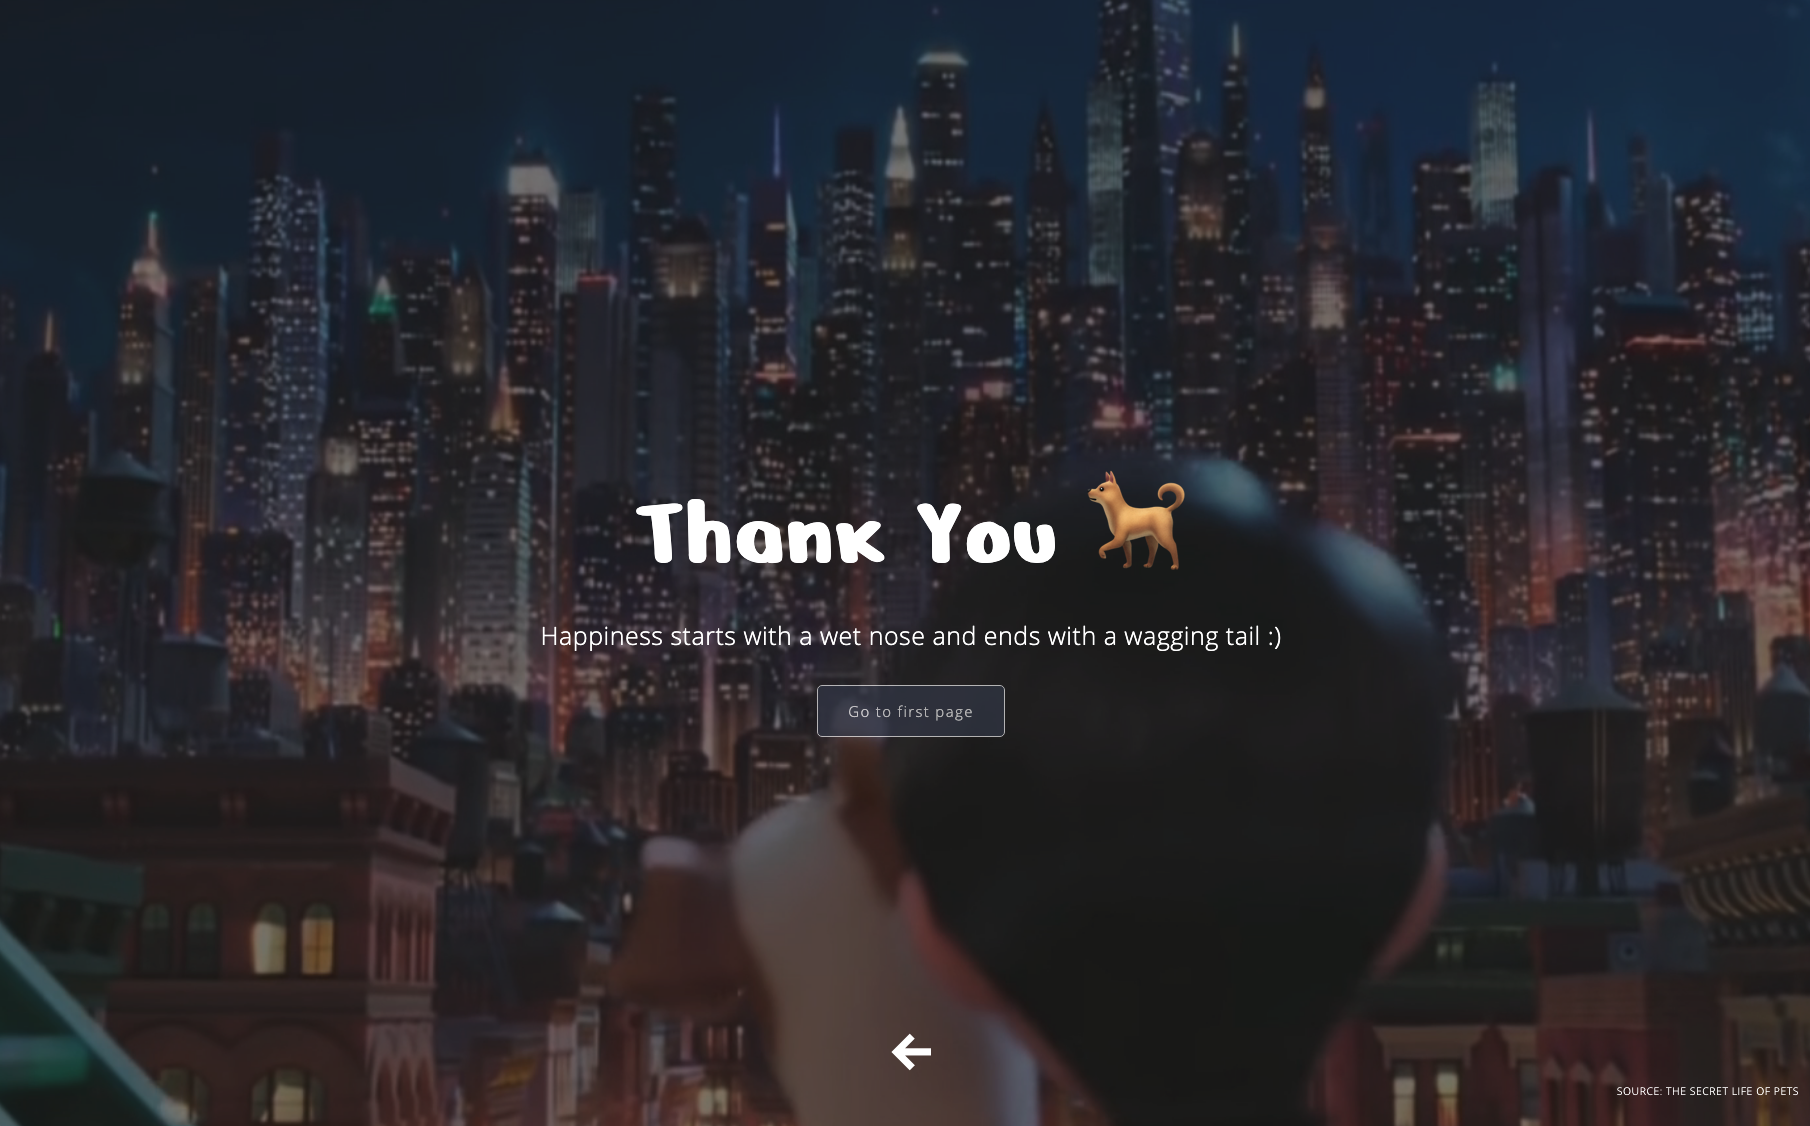 Thank You 🐕
Happiness starts with a wet nose and ends with a wagging tail :)
Go to first page
SOURCE: THE SECRET LIFE OF PETS